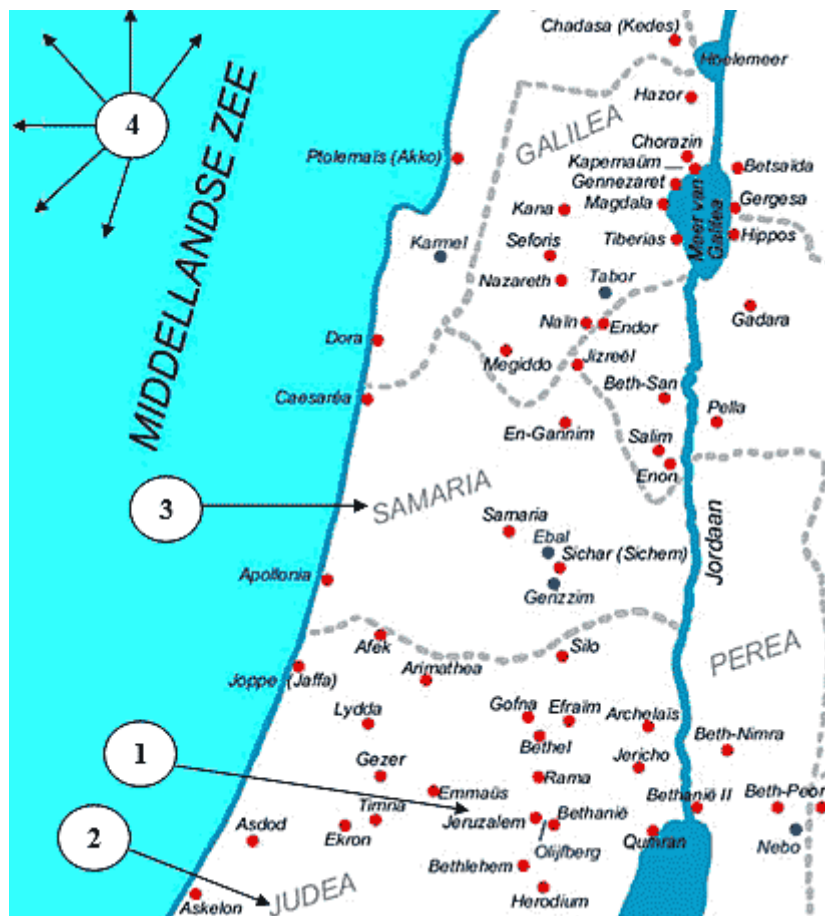 Chadasa (Kedes)
Hoelemeer
4
Hazor
MIDDELLANDSE ZEE
GALILEA
Ptolemaïs (Akko)
Chorazin
Kapernaüm
Betsaïda
Gennezaret
Magdala
Meer van
Galilea
Gergesa
Kana
Hippos
Tiberias
Karmel
Seforis
Nazareth
Tabor
Gadara
Naïn
Endor
Dora
Megiddo
Jizreël
Beth-San
Caesaréa
Pella
En-Gannim
Salim
Enon
3
SAMARIA
Samaria
Ebal
Sichar (Sichem)
Jordaan
Apollonia
Gerizzim
Afek
Silo
PEREA
Joppe (Jaffa)
Arimathea
Lydda
Gofna
Efraïm
Archelaïs
Bethel
Beth-Nimra
1
Gezer
Rama
Jericho
Emmaüs
Bethanië II
Beth-Peor
Timna
Jeruzalem
Bethanië
2
Asdod
Ekron
Olijfberg
Qumran
Nebo
Bethlehem
JUDEA
Herodium
Askelon